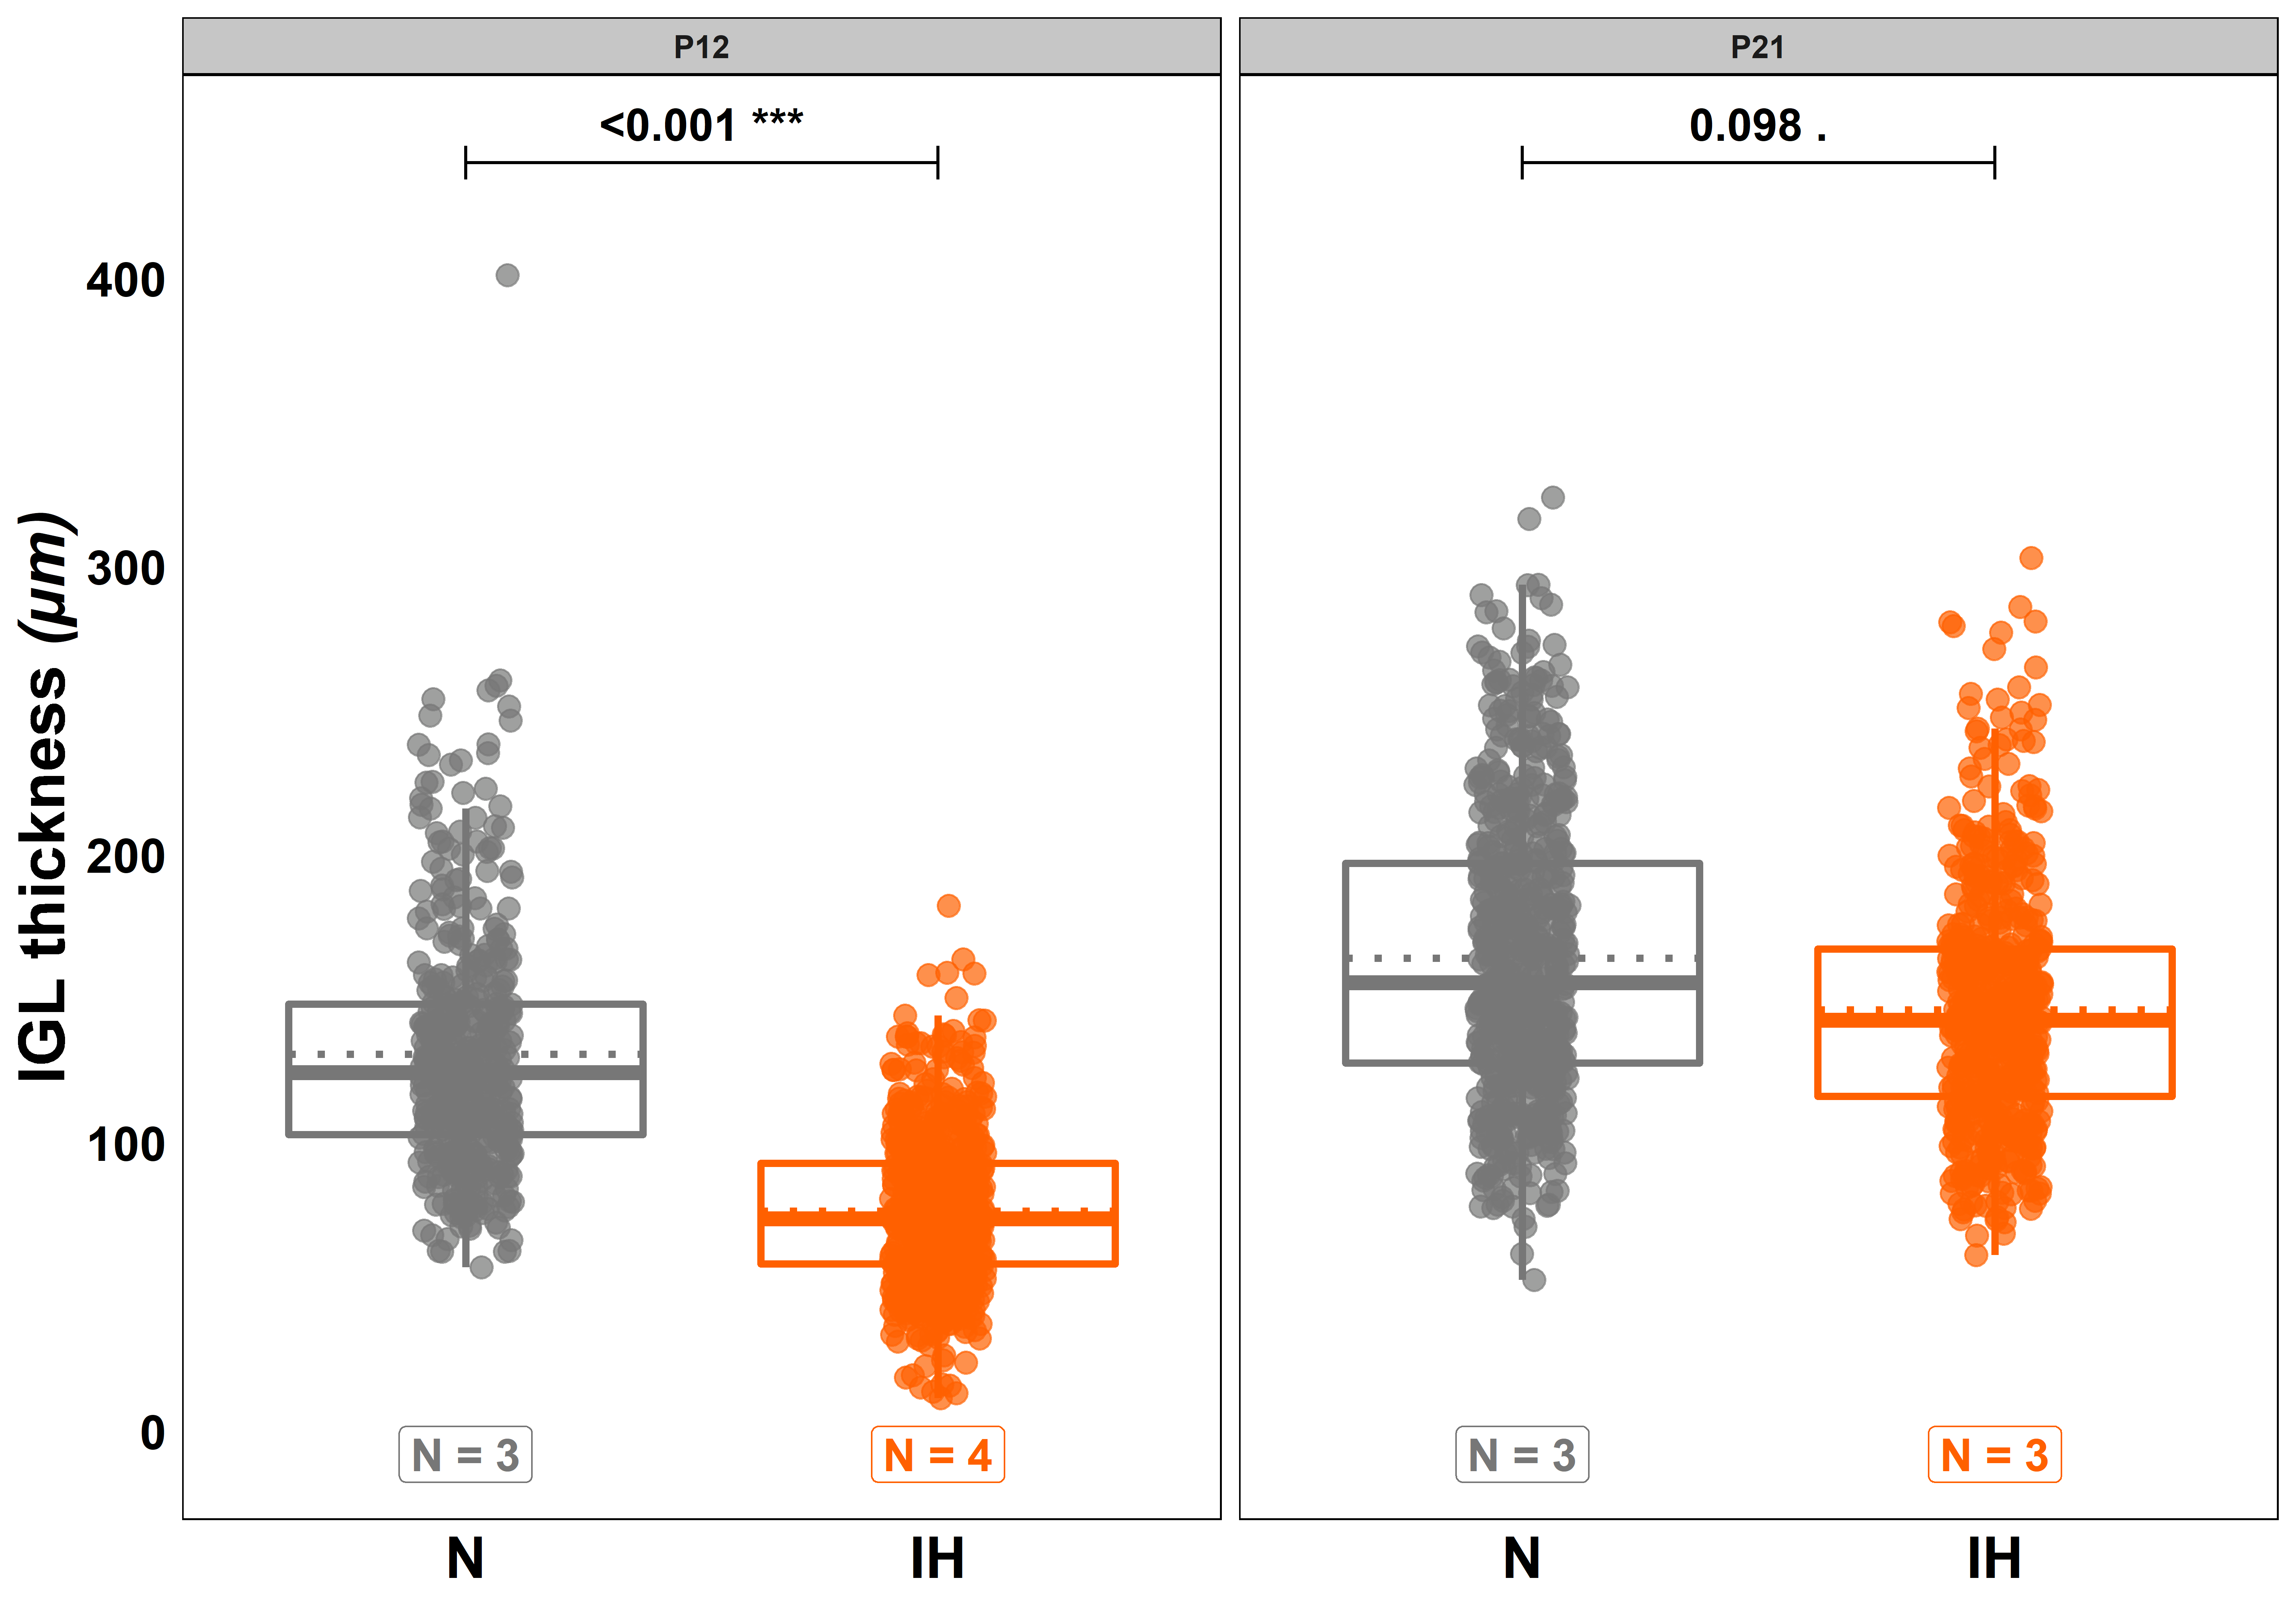 P12
P21
<0.001 ***
0.098 .
400
300
200
100
0
IGL thickness (µm)
N = 3
N = 4
N = 3
N = 3
N
IH
N
IH